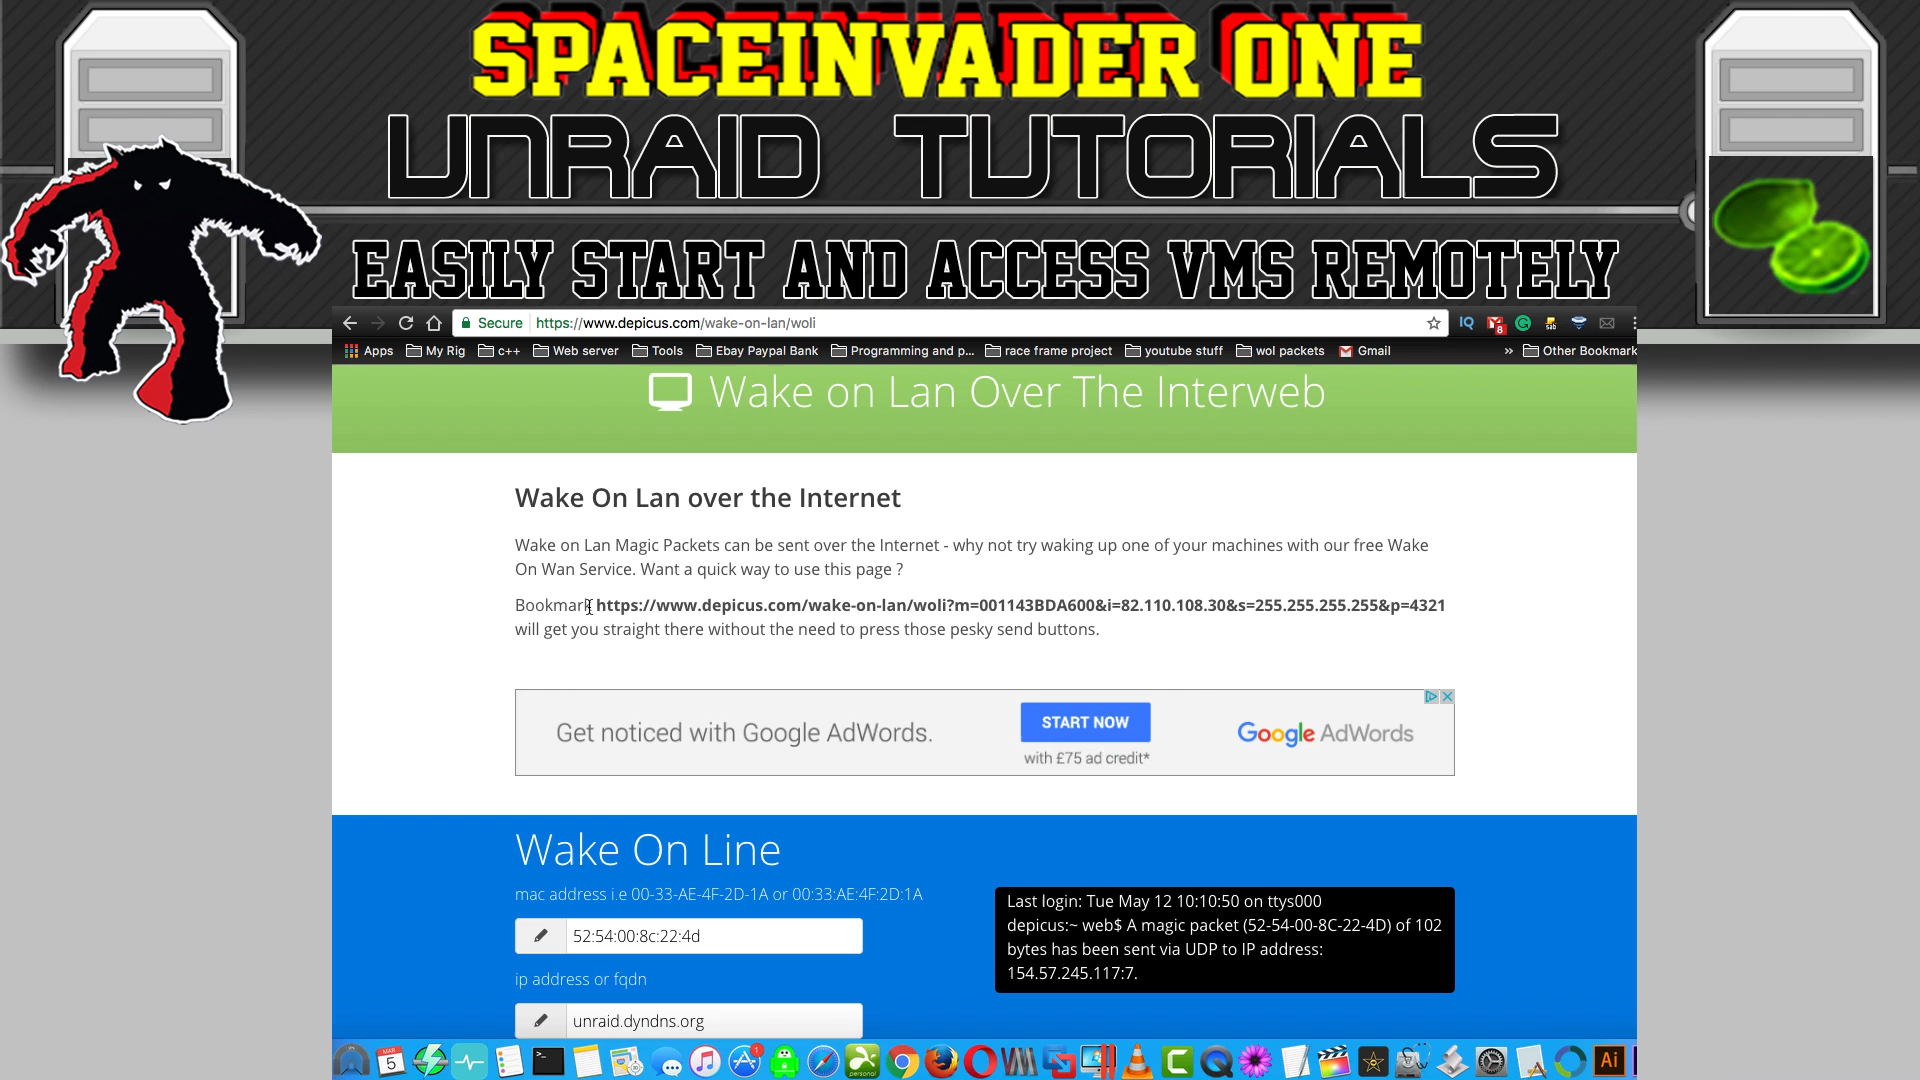 SPACEINVADER ONE
UNRAID TUTORIALS
EASILY START AND ACCESS VMS REMOTELY
Secure https://www.depicus.com/wake-on-lan/woli
IQ 8 sab
Apps My Rig c++ Web server Tools Ebay Paypal Bank Programming and p... race frame project youtube stuff wol packets Gmail » Other Bookmark
Wake on Lan Over The Interweb
Wake On Lan over the Internet
Wake on Lan Magic Packets can be sent over the Internet - why not try waking up one of your machines with our free Wake
On Wan Service. Want a quick way to use this page ?
Bookmark https://www.depicus.com/wake-on-lan/woli?m=001143BDA600&i=82.110.108.30&s=255.255.255.255&p=4321
will get you straight there without the need to press those pesky send buttons.
Get noticed with Google AdWords.
START NOW
with £75 ad credit*
Google AdWords
Wake On Line
mac address i.e 00-33-AE-4F-2D-1A or 00:33:AE:4F:2D:1A
52:54:00:8c:22:4d
ip address or fqdn
unraid.dyndns.org
Last login: Tue May 12 10:10:50 on ttys000
depicus:~ web$ A magic packet (52-54-00-8C-22-4D) of 102
bytes has been sent via UDP to IP address:
154.57.245.117:7.
MAR
5
1
personal
Ai